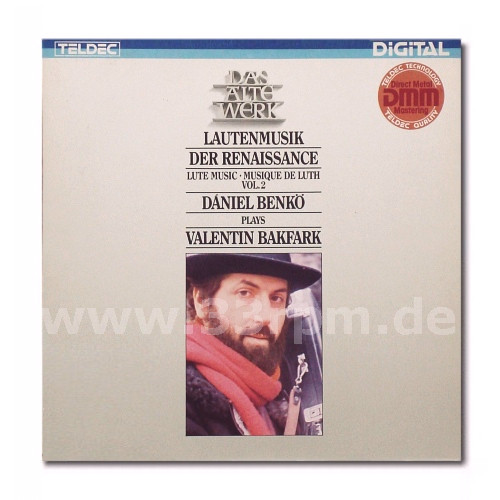 TELDEC
DIGITAL
DAS
ALTE
WERK
TELDEC TECHNOLOGY
Direct Metal
DMM
Mastering
TELDEC QUALITY
LAUTENMUSIK
DER RENAISSANCE
LUTE MUSIC · MUSIQUE DE LUTH
VOL. 2
DÁNIEL BENKÖ
PLAYS
VALENTIN BAKFARK
www.33rpm.de